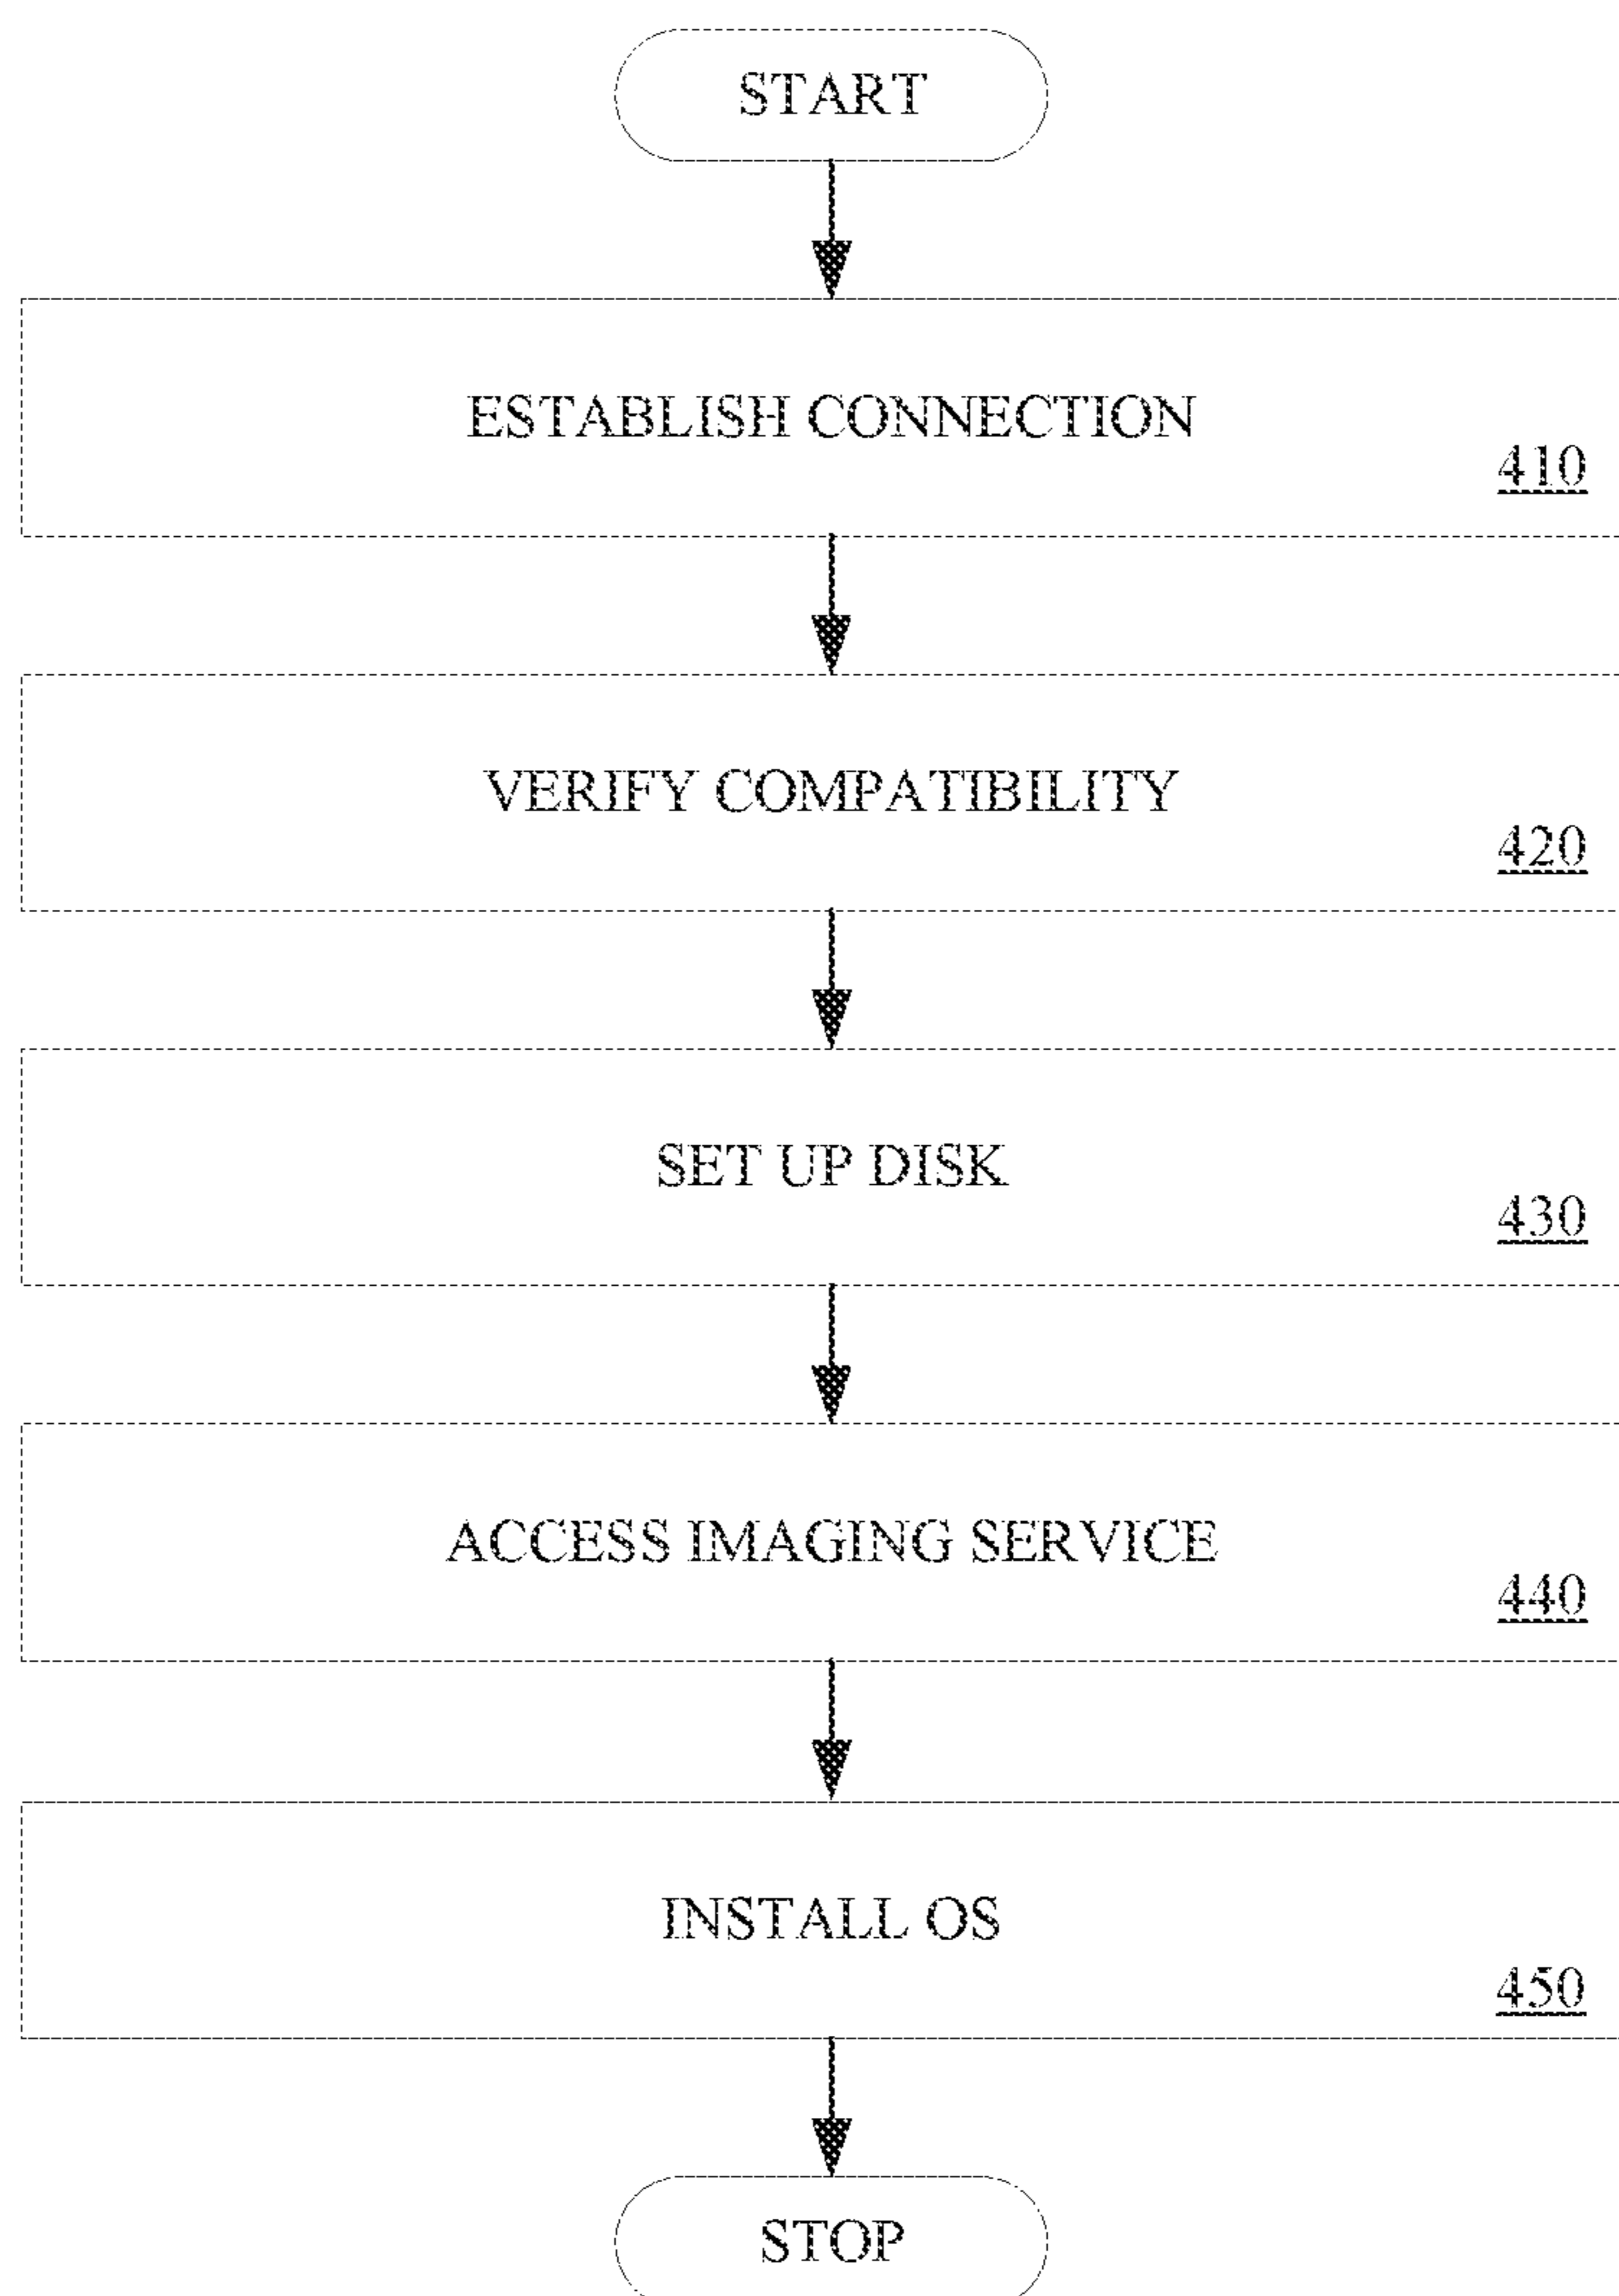 START
ESTABLISH CONNECTION
410
VERIFY COMPATIBILITY
420
SET UP DISK
430
ACCESS IMAGING SERVICE
440
INSTALL OS
450
STOP